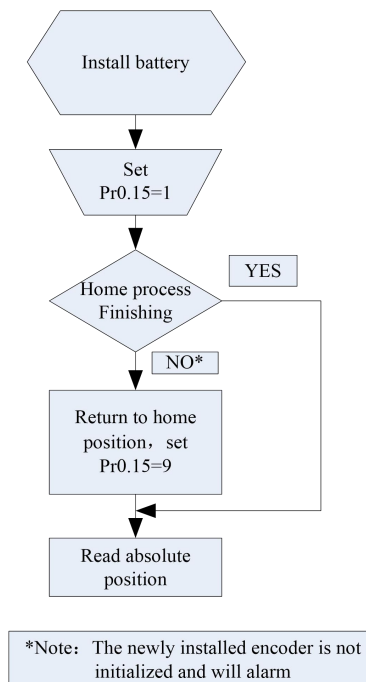 Install battery
Set
Pr0.15=1
Home process
Finishing
YES
NO*
Return to home
position，set
Pr0.15=9
Read absolute
position
*Note：The newly installed encoder is not
initialized and will alarm